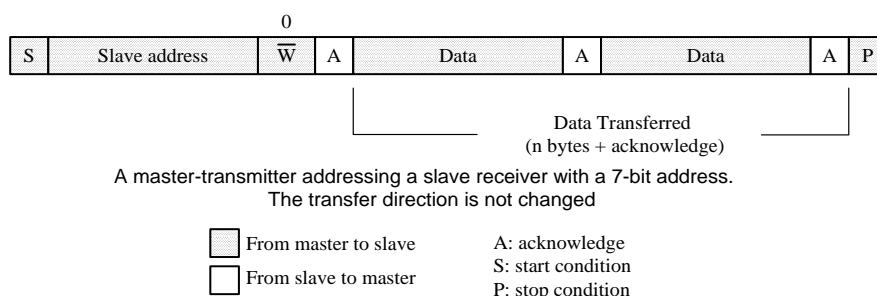 0
S Slave address W̅ A Data A Data A P
Data Transferred
(n bytes + acknowledge)
A master-transmitter addressing a slave receiver with a 7-bit address.
The transfer direction is not changed
From master to slave
From slave to master
A: acknowledge
S: start condition
P: stop condition